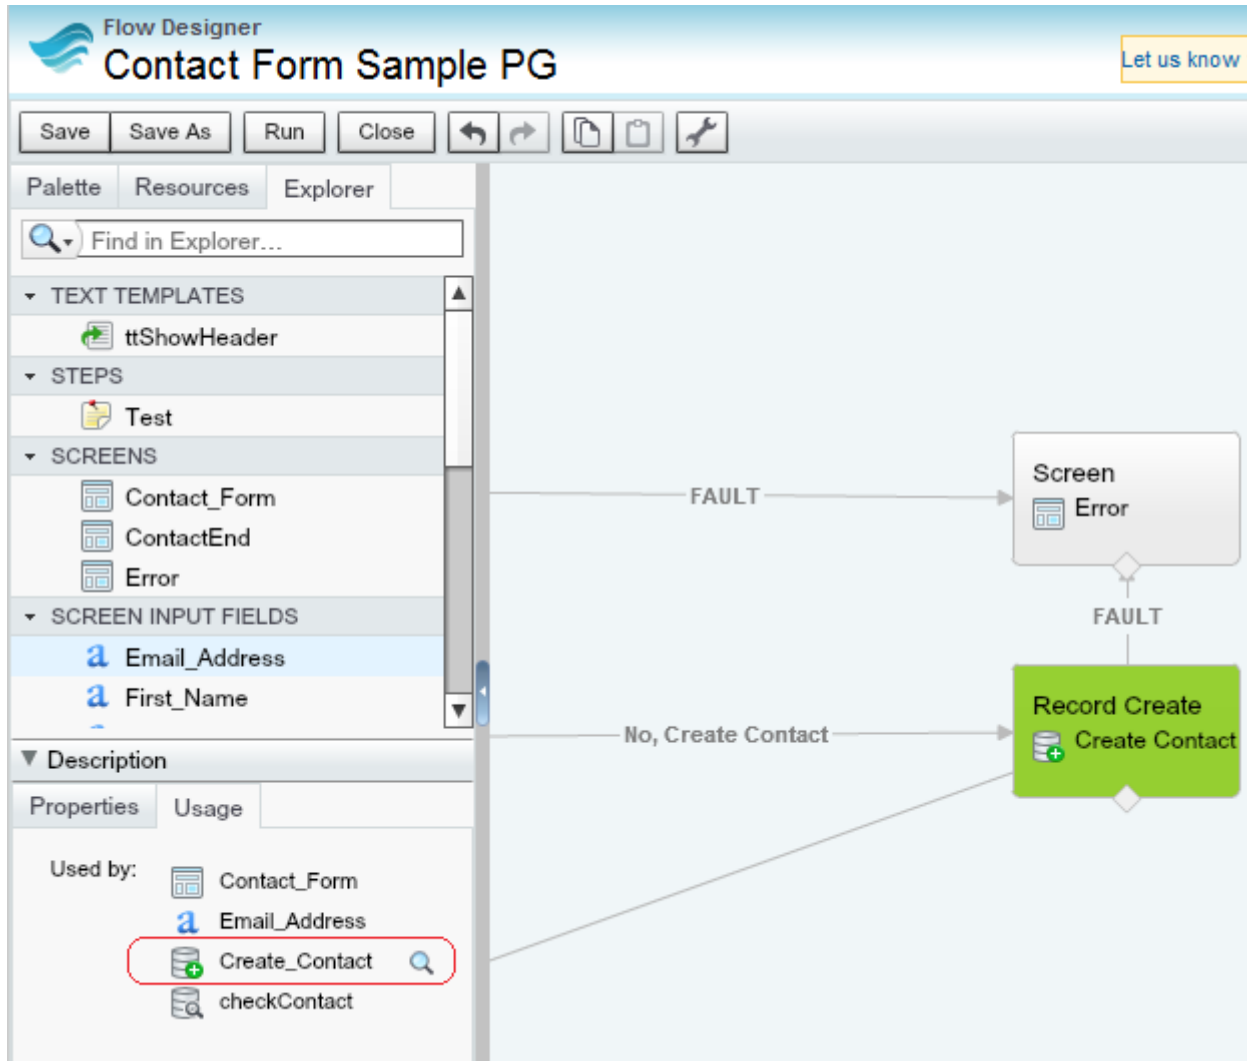 Flow Designer
Contact Form Sample PG
Let us know
Save Save As Run Close
Palette Resources Explorer
Find in Explorer...
TEXT TEMPLATES
ttShowHeader
STEPS
Test
SCREENS
Contact_Form
ContactEnd
Error
SCREEN INPUT FIELDS
Email_Address
First_Name
Description
Properties Usage
Used by:
Contact_Form
Email_Address
Create_Contact
checkContact
FAULT
Screen
Error
FAULT
No, Create Contact
Record Create
Create Contact